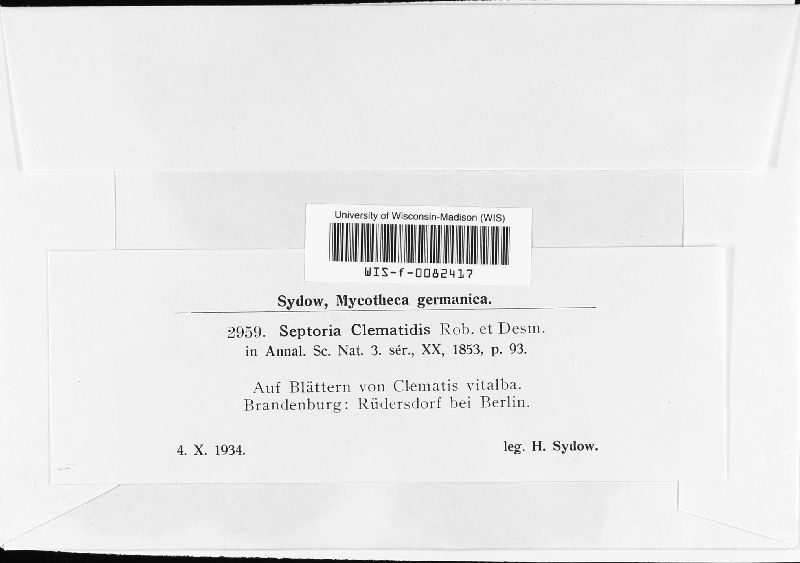 University of Wisconsin-Madison (WIS)
WIS-f-0082417
Sydow, Mycotheca germanica.
2959. Septoria Clematidis Rob. et Desm.
in Annal. Sc. Nat. 3. sér., XX, 1853, p. 93.
Auf Blättern von Clematis vitalba.
Brandenburg: Rüdersdorf bei Berlin.
4. X. 1934. leg. H. Sydow.